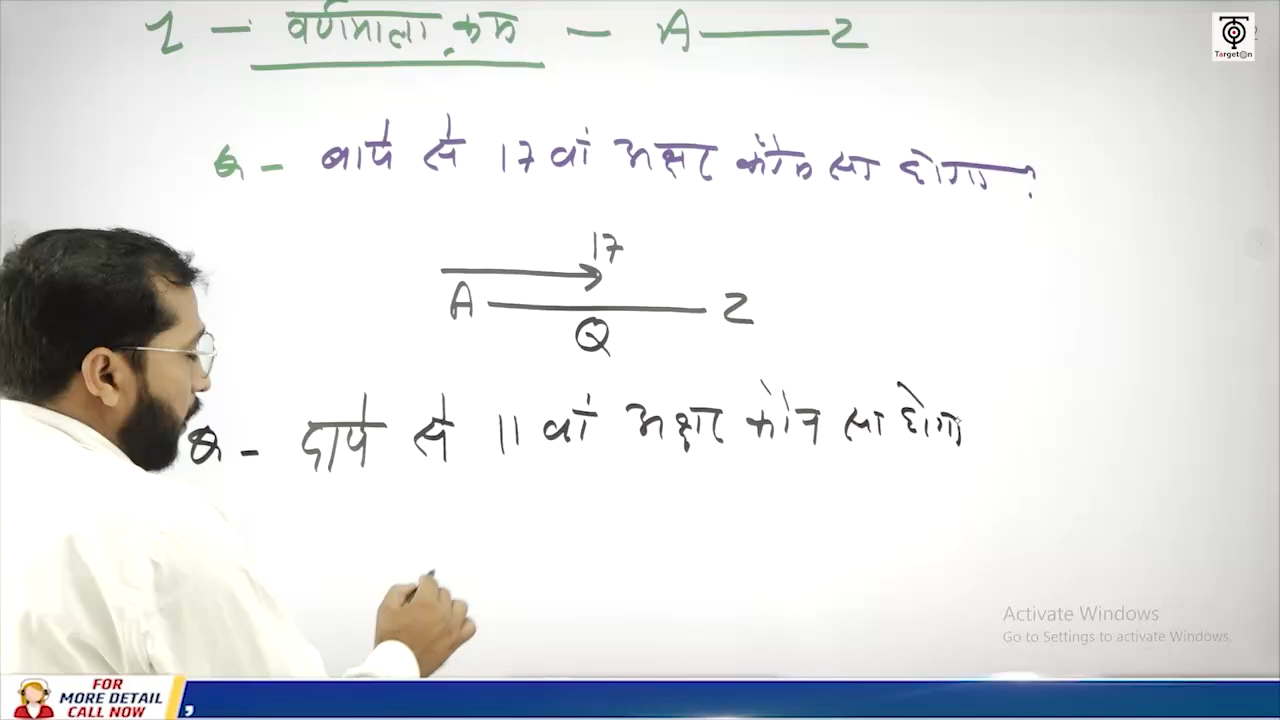 1 - वर्णमाला क्रम - A — Z
TargetOn
Q - बायें से 17 वां अक्षर कौन सा होगा?
17
A — Z
Q
Q - दायें से 11 वां अक्षर कौन सा होगा
Activate Windows
Go to Settings to activate Windows.
FOR
MORE DETAIL
CALL NOW
,